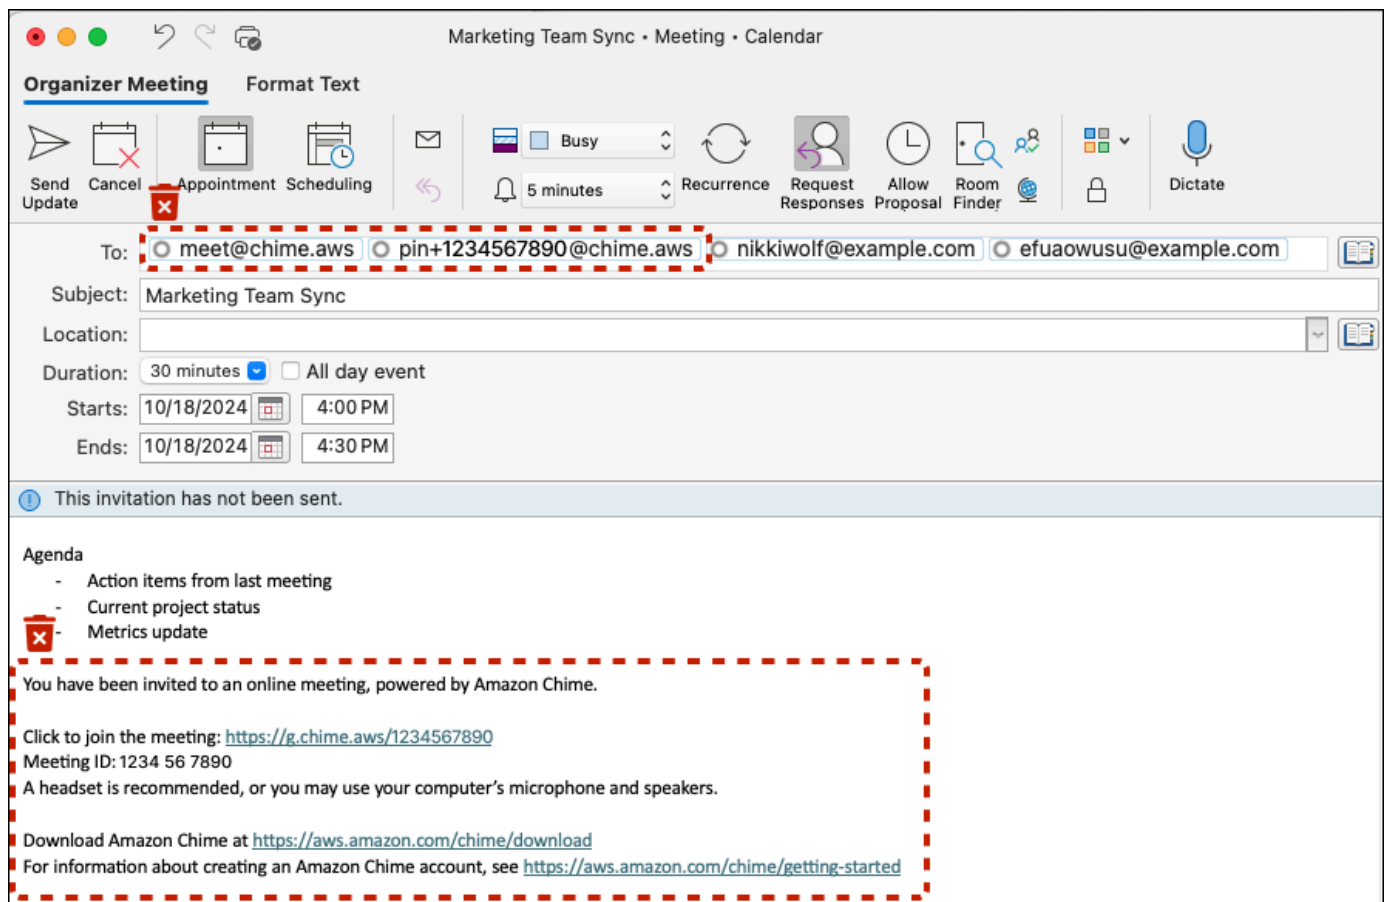 Marketing Team Sync • Meeting • Calendar
Organizer Meeting Format Text
Send Update Cancel Appointment Scheduling Busy 5 minutes Recurrence Request Responses Allow Proposal Room Finder Dictate
To: meet@chime.aws pin+1234567890@chime.aws nikkiwolf@example.com efuaowusu@example.com
Subject: Marketing Team Sync
Location:
Duration: 30 minutes All day event
Starts: 10/18/2024 4:00 PM
Ends: 10/18/2024 4:30 PM
This invitation has not been sent.
Agenda
- Action items from last meeting
- Current project status
- Metrics update
You have been invited to an online meeting, powered by Amazon Chime.
Click to join the meeting: https://g.chime.aws/1234567890
Meeting ID: 1234 56 7890
A headset is recommended, or you may use your computer’s microphone and speakers.
Download Amazon Chime at https://aws.amazon.com/chime/download
For information about creating an Amazon Chime account, see https://aws.amazon.com/chime/getting-started